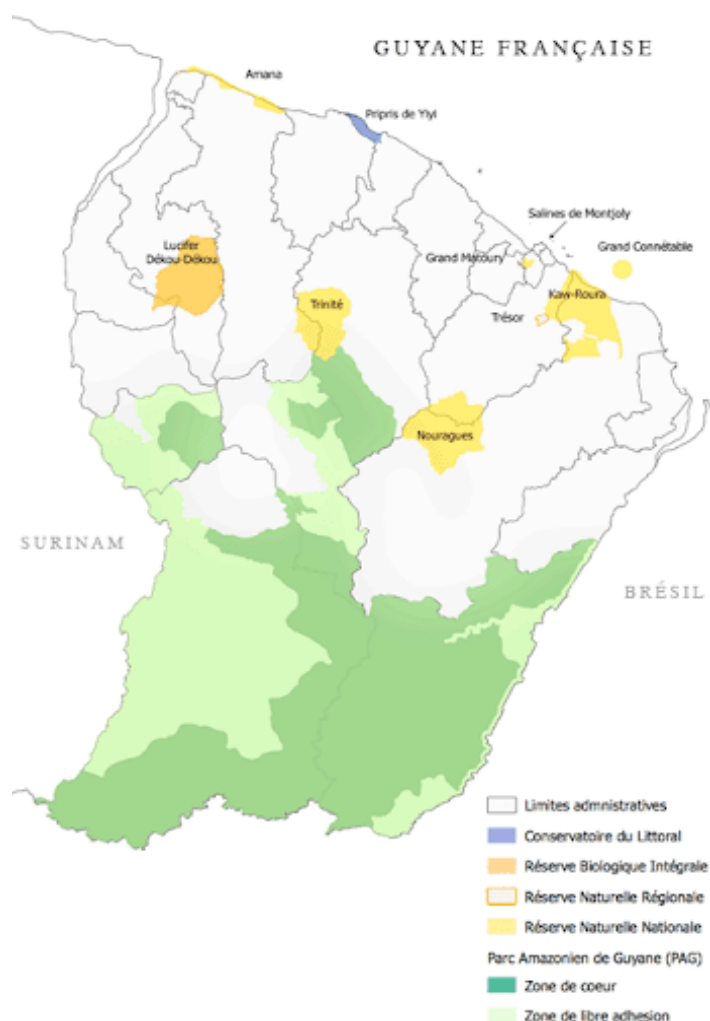 GUYANE FRANÇAISE
Amana
Pripris de Yiyi
Salines de Montjoly
Lucifer
Dékou-Dékou
Grand Matoury
Grand Connétable
Kaw-Roura
Trinité
Trésor
Nouragues
SURINAM
BRÉSIL
Limites admnistratives
Conservatoire du Littoral
Réserve Biologique Intégrale
Réserve Naturelle Régionale
Réserve Naturelle Nationale
Parc Amazonien de Guyane (PAG)
Zone de coeur
Zone de libre adhesion